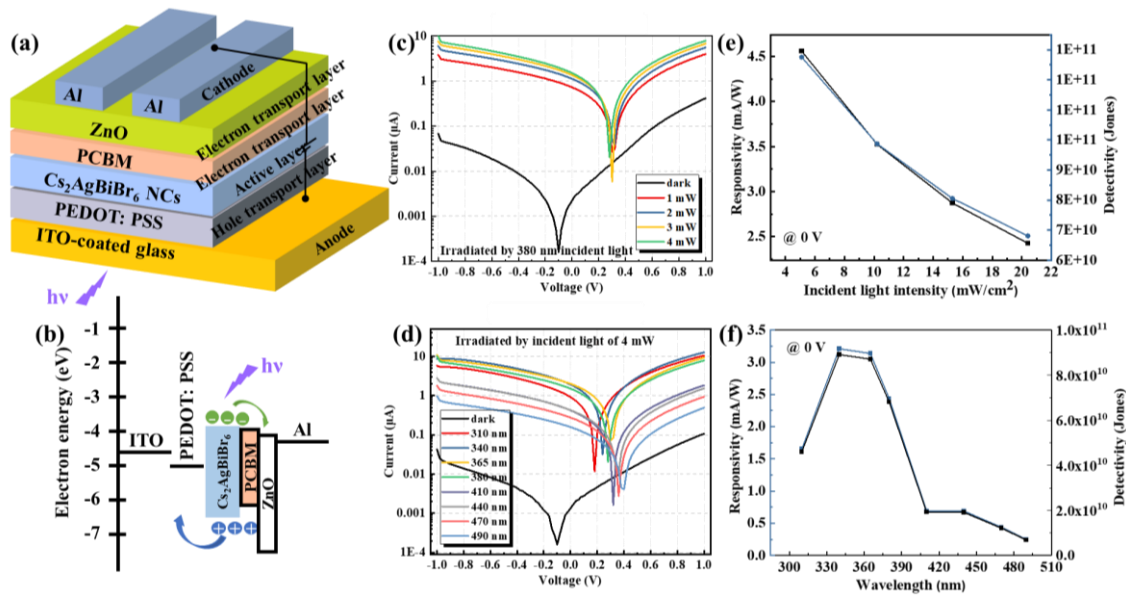 (a)
Al
Al
Cathode
ZnO
Electron transport layer
PCBM
Electron transport layer
Cs2AgBiBr6 NCs
Active layer
PEDOT: PSS
Hole transport layer
ITO-coated glass
Anode
hν
(b)
Electron energy (eV)
-1
-2
-3
-4
-5
-6
-7
ITO
PEDOT: PSS
hν
Cs2AgBiBr6
PCBM
ZnO
Al
(c)
Current (μA)
10
1
0.1
0.01
0.001
1E-4
dark
1 mW
2 mW
3 mW
4 mW
Irradiated by 380 nm incident light
-1.0 -0.8 -0.6 -0.4 -0.2 0.0 0.2 0.4 0.6 0.8 1.0
Voltage (V)
(d)
Irradiated by incident light of 4 mW
Current (μA)
10
1
0.1
0.01
0.001
1E-4
dark
310 nm
340 nm
365 nm
380 nm
410 nm
440 nm
470 nm
490 nm
-1.0 -0.8 -0.6 -0.4 -0.2 0.0 0.2 0.4 0.6 0.8 1.0
Voltage (V)
(e)
Responsivity (mA/W)
4.5
4.0
3.5
3.0
2.5
@ 0 V
1E+11
1E+11
1E+11
1E+11
9E+10
8E+10
7E+10
6E+10
Detectivity (Jones)
4 6 8 10 12 14 16 18 20 22
Incident light intensity (mW/cm2)
(f)
Responsivity (mA/W)
3.5
3.0
2.5
2.0
1.5
1.0
0.5
0.0
@ 0 V
1.0x10^11
8.0x10^10
6.0x10^10
4.0x10^10
2.0x10^10
0.0
Detectivity (Jones)
300 330 360 390 420 450 480 510
Wavelength (nm)